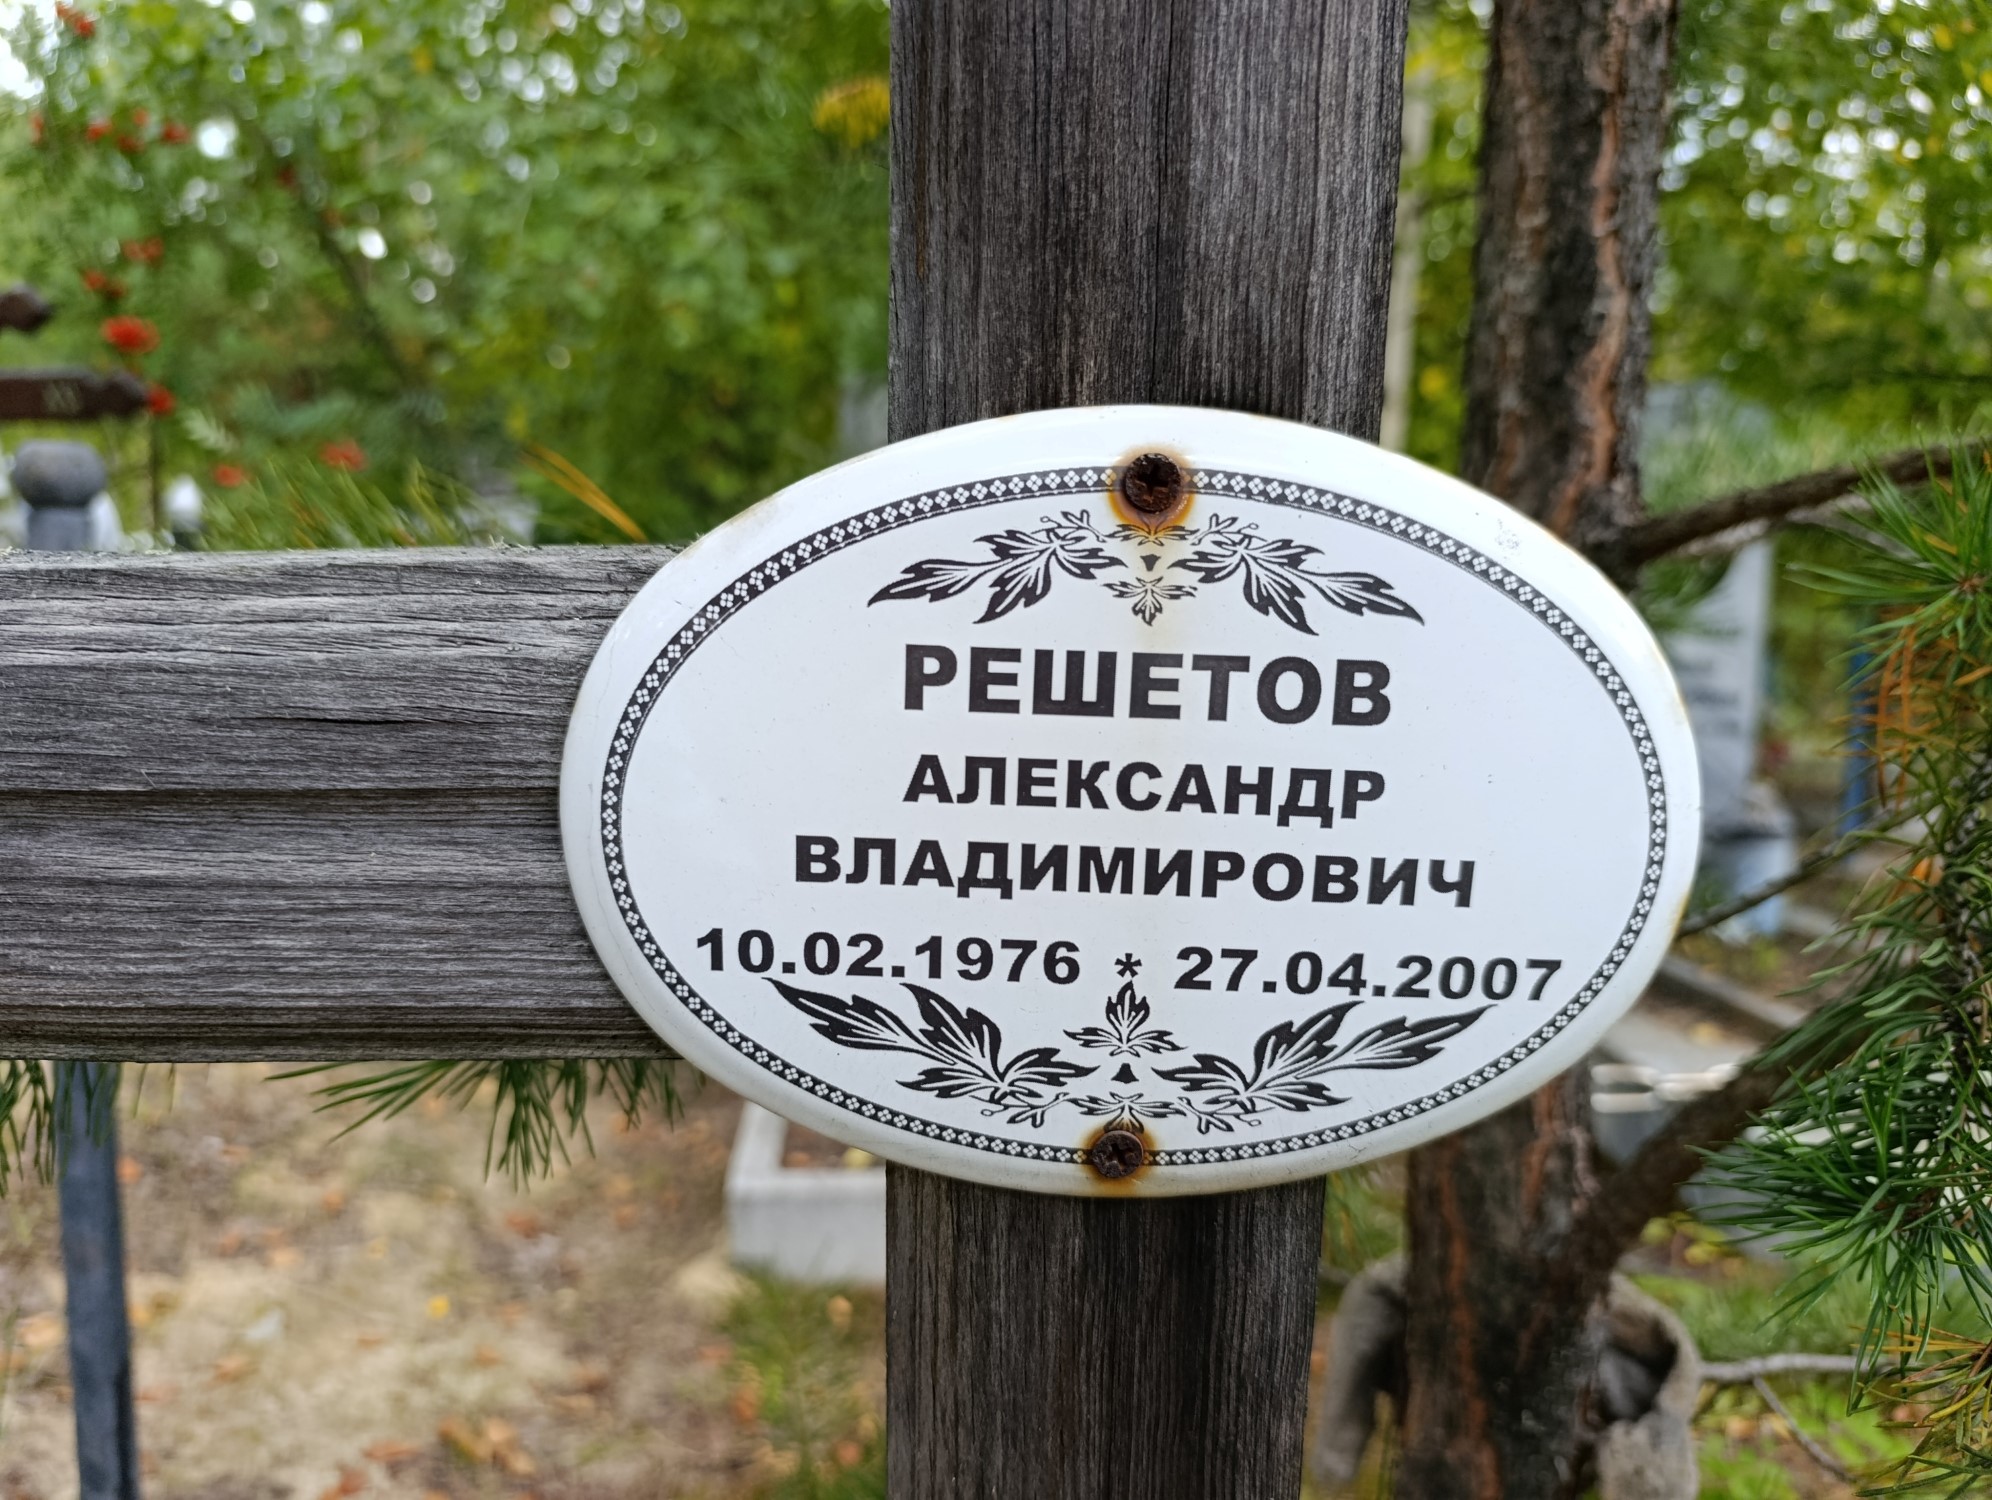 РЕШЕТОВ
АЛЕКСАНДР
ВЛАДИМИРОВИЧ
10.02.1976 * 27.04.2007